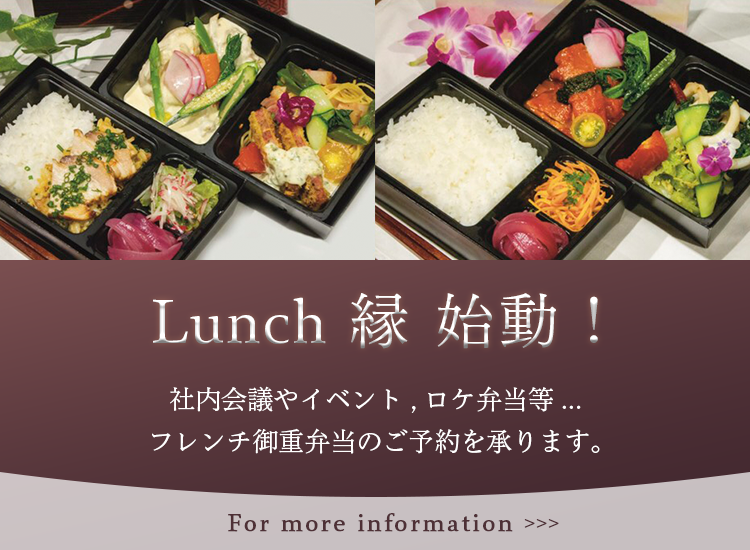 Lunch 縁 始動！
社内会議やイベント , ロケ弁当等 ...
フレンチ御重弁当のご予約を承ります。
For more information >>>